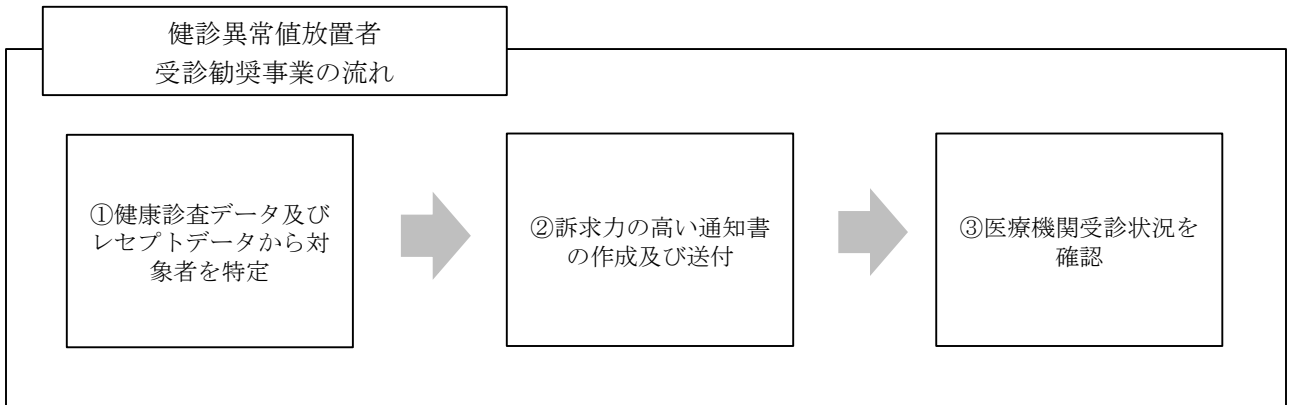 健診異常値放置者
受診勧奨事業の流れ
①健康診査データ及び
レセプトデータから対
象者を特定
②訴求力の高い通知書
の作成及び送付
③医療機関受診状況を
確認